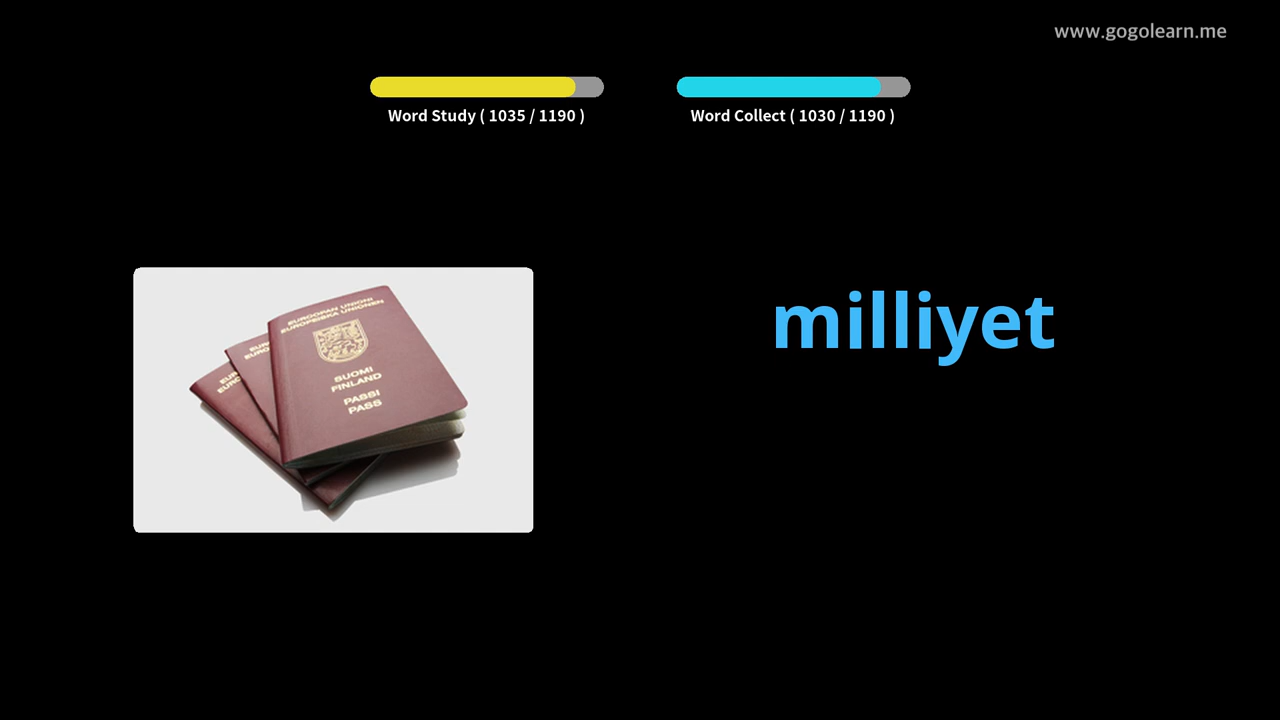 www.gogolearn.me
Word Study ( 1035 / 1190 )
Word Collect ( 1030 / 1190 )
milliyet
EUROOPAN UNIONI
EUROPEISKA UNIONEN
SUOMI
FINLAND
PASSI
PASS